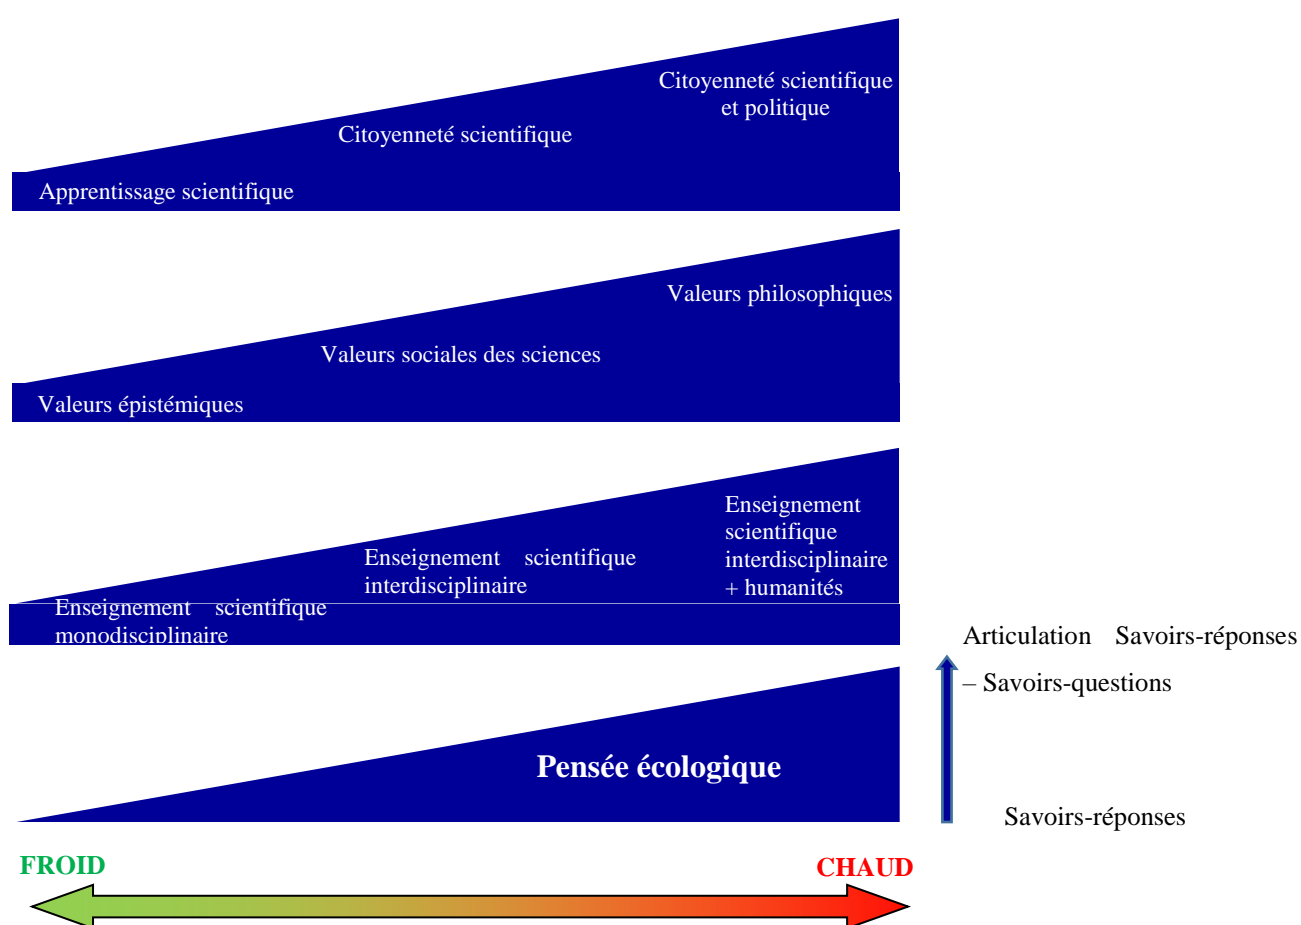 Citoyenneté scientifique
et politique
Citoyenneté scientifique
Apprentissage scientifique
Valeurs philosophiques
Valeurs sociales des sciences
Valeurs épistémiques
Enseignement
scientifique
interdisciplinaire
+ humanités
Enseignement scientifique
interdisciplinaire
Enseignement scientifique
monodisciplinaire
Articulation Savoirs-réponses
– Savoirs-questions
Pensée écologique
Savoirs-réponses
FROID
CHAUD